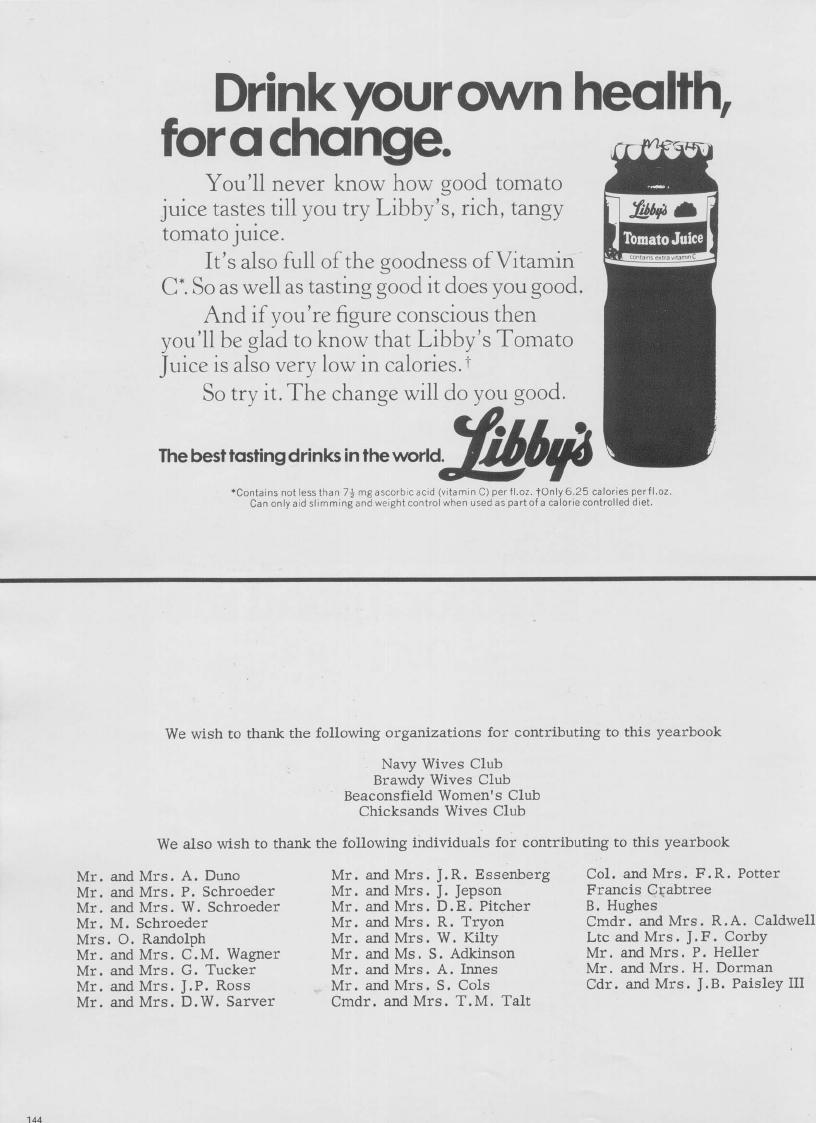 Drink your own health,
for a change.
You'll never know how good tomato
juice tastes till you try Libby's, rich, tangy
tomato juice.
It's also full of the goodness of Vitamin
C*. So as well as tasting good it does you good.
And if you're figure conscious then
you'll be glad to know that Libby's Tomato
Juice is also very low in calories.†
So try it. The change will do you good.
Libby's
Tomato Juice
contains extra vitamin C
The best tasting drinks in the world. Libby's
*Contains not less than 7½ mg ascorbic acid (vitamin C) per fl.oz. †Only 6.25 calories per fl.oz.
Can only aid slimming and weight control when used as part of a calorie controlled diet.
We wish to thank the following organizations for contributing to this yearbook
Navy Wives Club
Brawdy Wives Club
Beaconsfield Women's Club
Chicksands Wives Club
We also wish to thank the following individuals for contributing to this yearbook
Mr. and Mrs. A. Duno
Mr. and Mrs. P. Schroeder
Mr. and Mrs. W. Schroeder
Mr. M. Schroeder
Mrs. O. Randolph
Mr. and Mrs. C.M. Wagner
Mr. and Mrs. G. Tucker
Mr. and Mrs. J.P. Ross
Mr. and Mrs. D.W. Sarver
Mr. and Mrs. J.R. Essenberg
Mr. and Mrs. J. Jepson
Mr. and Mrs. D.E. Pitcher
Mr. and Mrs. R. Tryon
Mr. and Mrs. W. Kilty
Mr. and Ms. S. Adkinson
Mr. and Mrs. A. Innes
Mr. and Mrs. S. Cols
Cmdr. and Mrs. T.M. Talt
Col. and Mrs. F.R. Potter
Francis Crabtree
B. Hughes
Cmdr. and Mrs. R.A. Caldwell
Ltc and Mrs. J.F. Corby
Mr. and Mrs. P. Heller
Mr. and Mrs. H. Dorman
Cdr. and Mrs. J.B. Paisley III
144